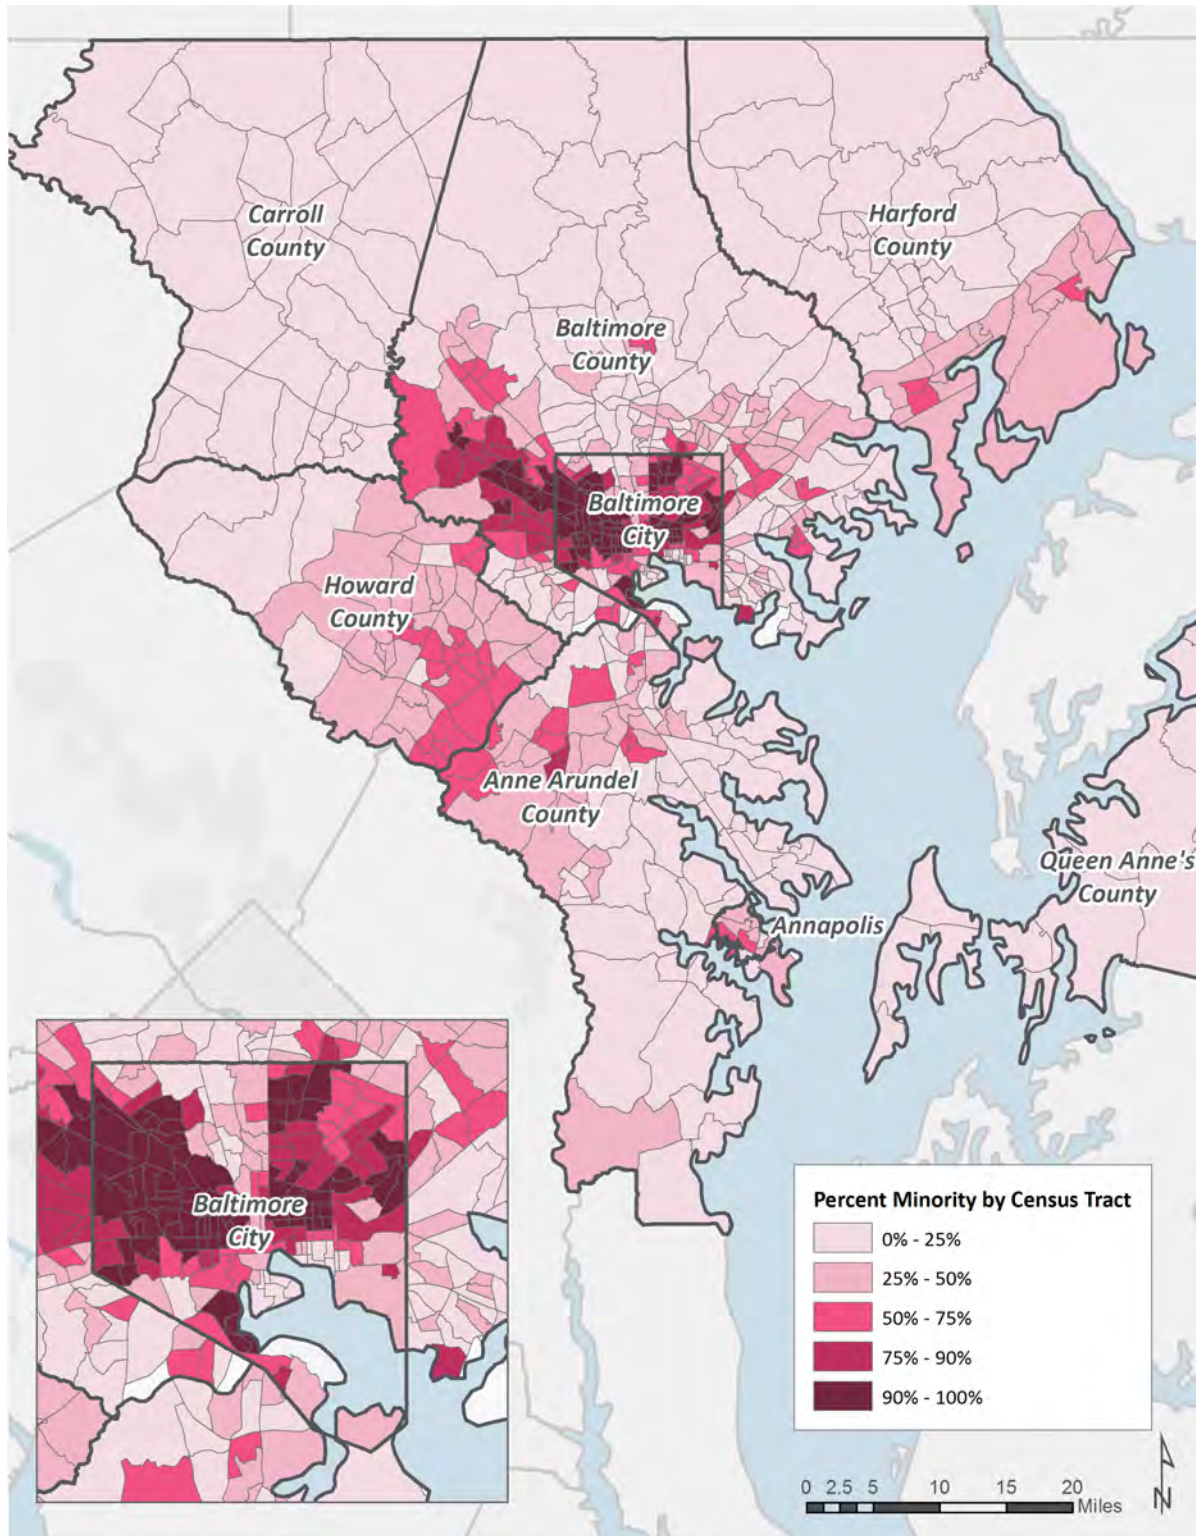 Carroll
County
Harford
County
Baltimore
County
Baltimore
City
Howard
County
Anne Arundel
County
Queen Anne's
County
Annapolis
Baltimore
City
Percent Minority by Census Tract
0% - 25%
25% - 50%
50% - 75%
75% - 90%
90% - 100%
0 2.5 5 10 15 20
Miles
N